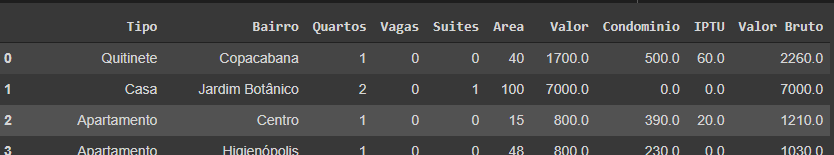 Tipo Bairro Quartos Vagas Suites Area Valor Condominio IPTU Valor Bruto
0 Quitinete Copacabana 1 0 0 40 1700.0 500.0 60.0 2260.0
1 Casa Jardim Botânico 2 0 1 100 7000.0 0.0 0.0 7000.0
2 Apartamento Centro 1 0 0 15 800.0 390.0 20.0 1210.0
3 Apartamento Higienópolis 1 0 0 48 800.0 230.0 0.0 1030.0